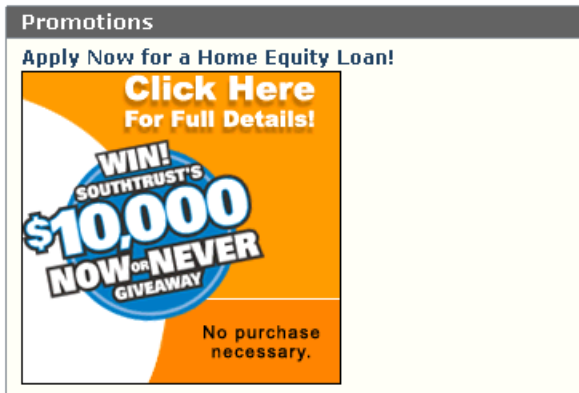 Promotions
Apply Now for a Home Equity Loan!
Click Here
For Full Details!
WIN!
SOUTHTRUST'S
$10,000
NOW OR NEVER
GIVEAWAY
No purchase
necessary.